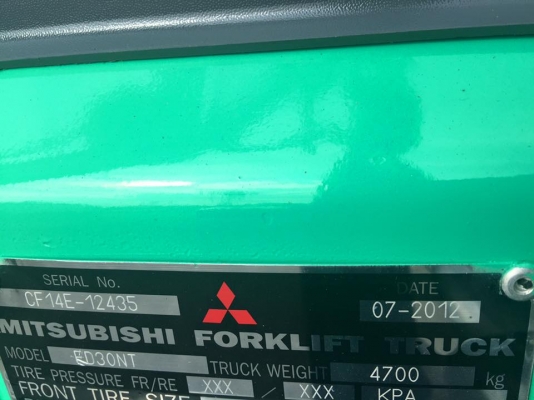 SERIAL No. DATE
CF14E-12435 07-2012
MITSUBISHI FORKLIFT TRUCK
MODEL FD30NT TRUCK WEIGHT 4700 kg
TIRE PRESSURE FR/RE XXX / XXX KPA
FRONT TIRE SIZE